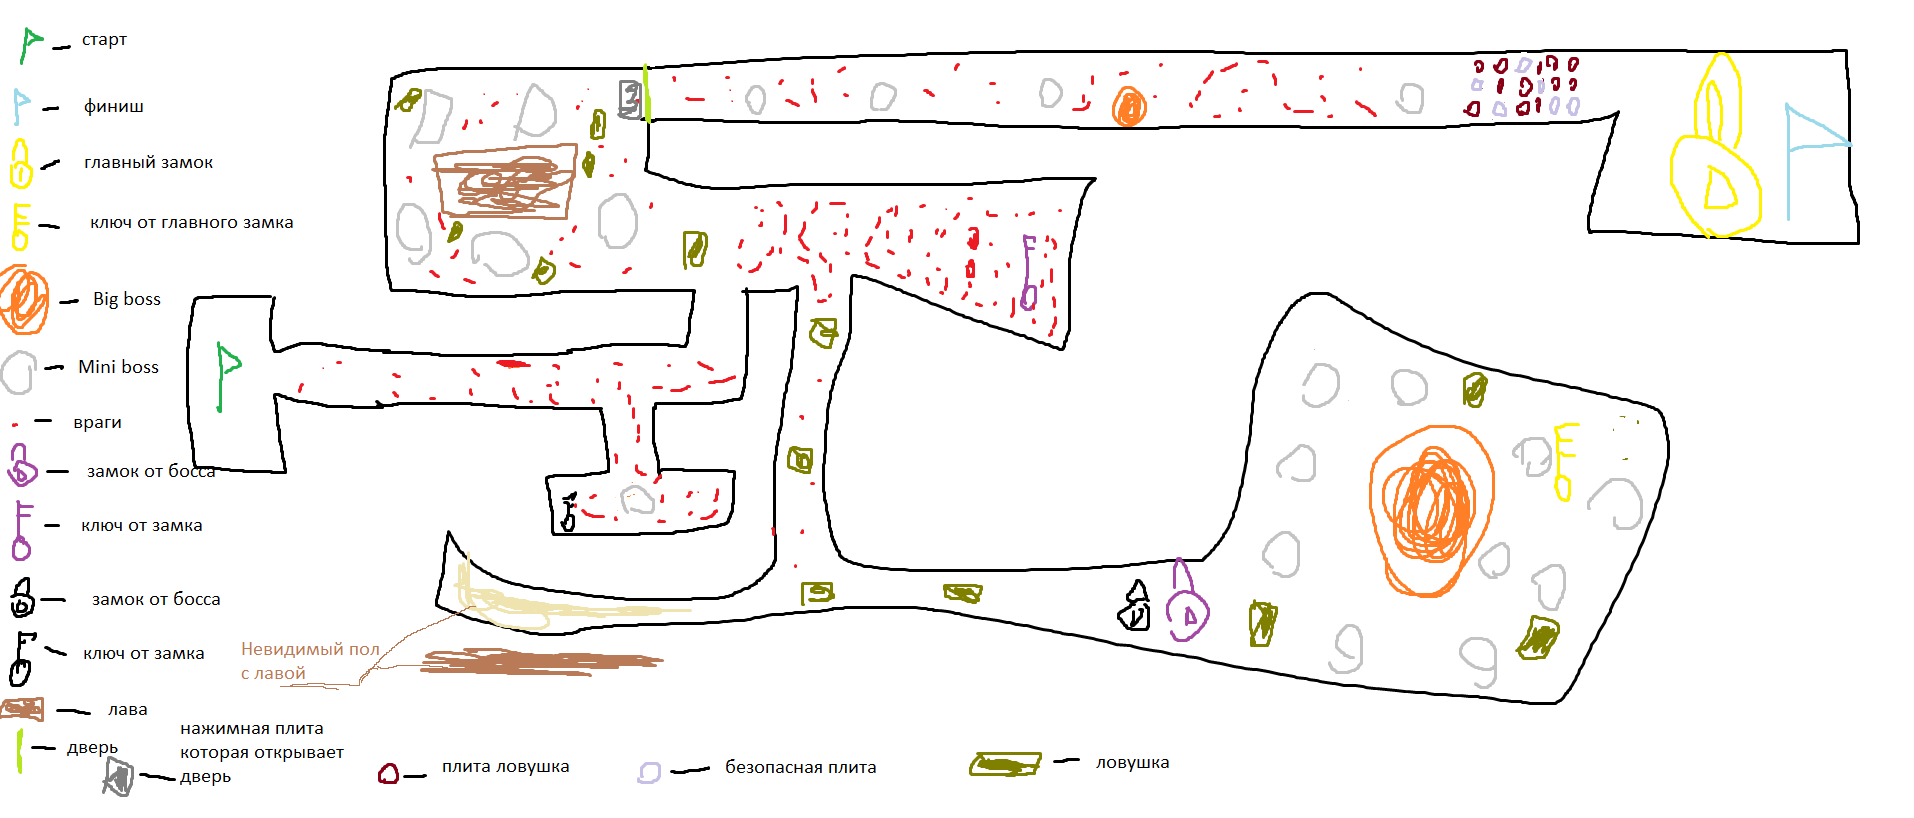 старт
финиш
главный замок
ключ от главного замка
Big boss
Mini boss
враги
замок от босса
ключ от замка
замок от босса
ключ от замка
Невидимый пол
с лавой
лава
дверь
нажимная плита
которая открывает
дверь
плита ловушка
безопасная плита
ловушка